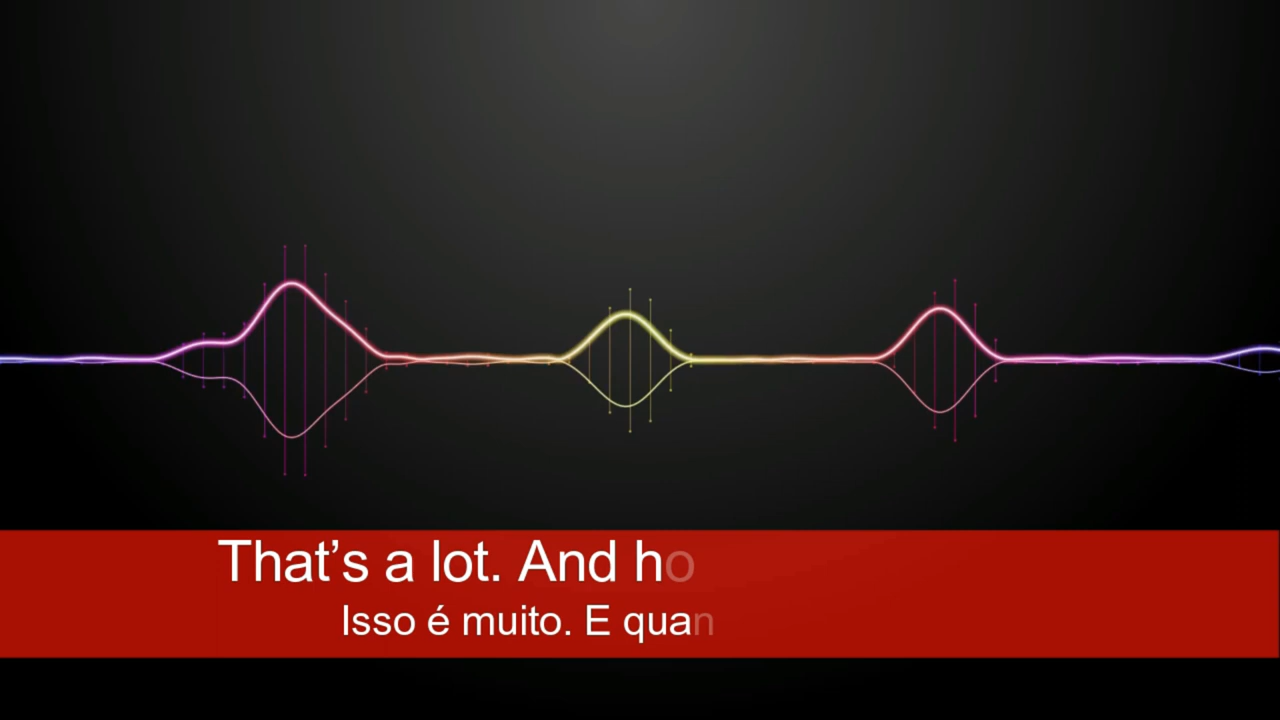 That’s a lot. And ho
Isso é muito. E quan